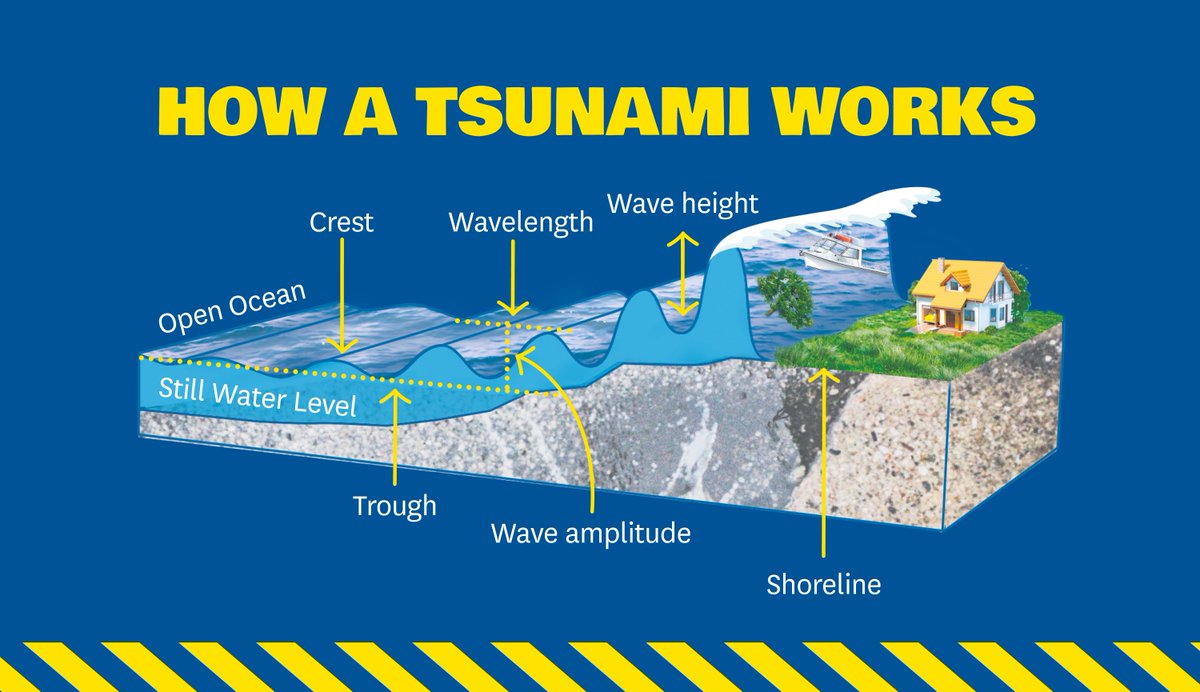 HOW A TSUNAMI WORKS
Wave height
Crest
Wavelength
Open Ocean
Still Water Level
Trough
Wave amplitude
Shoreline